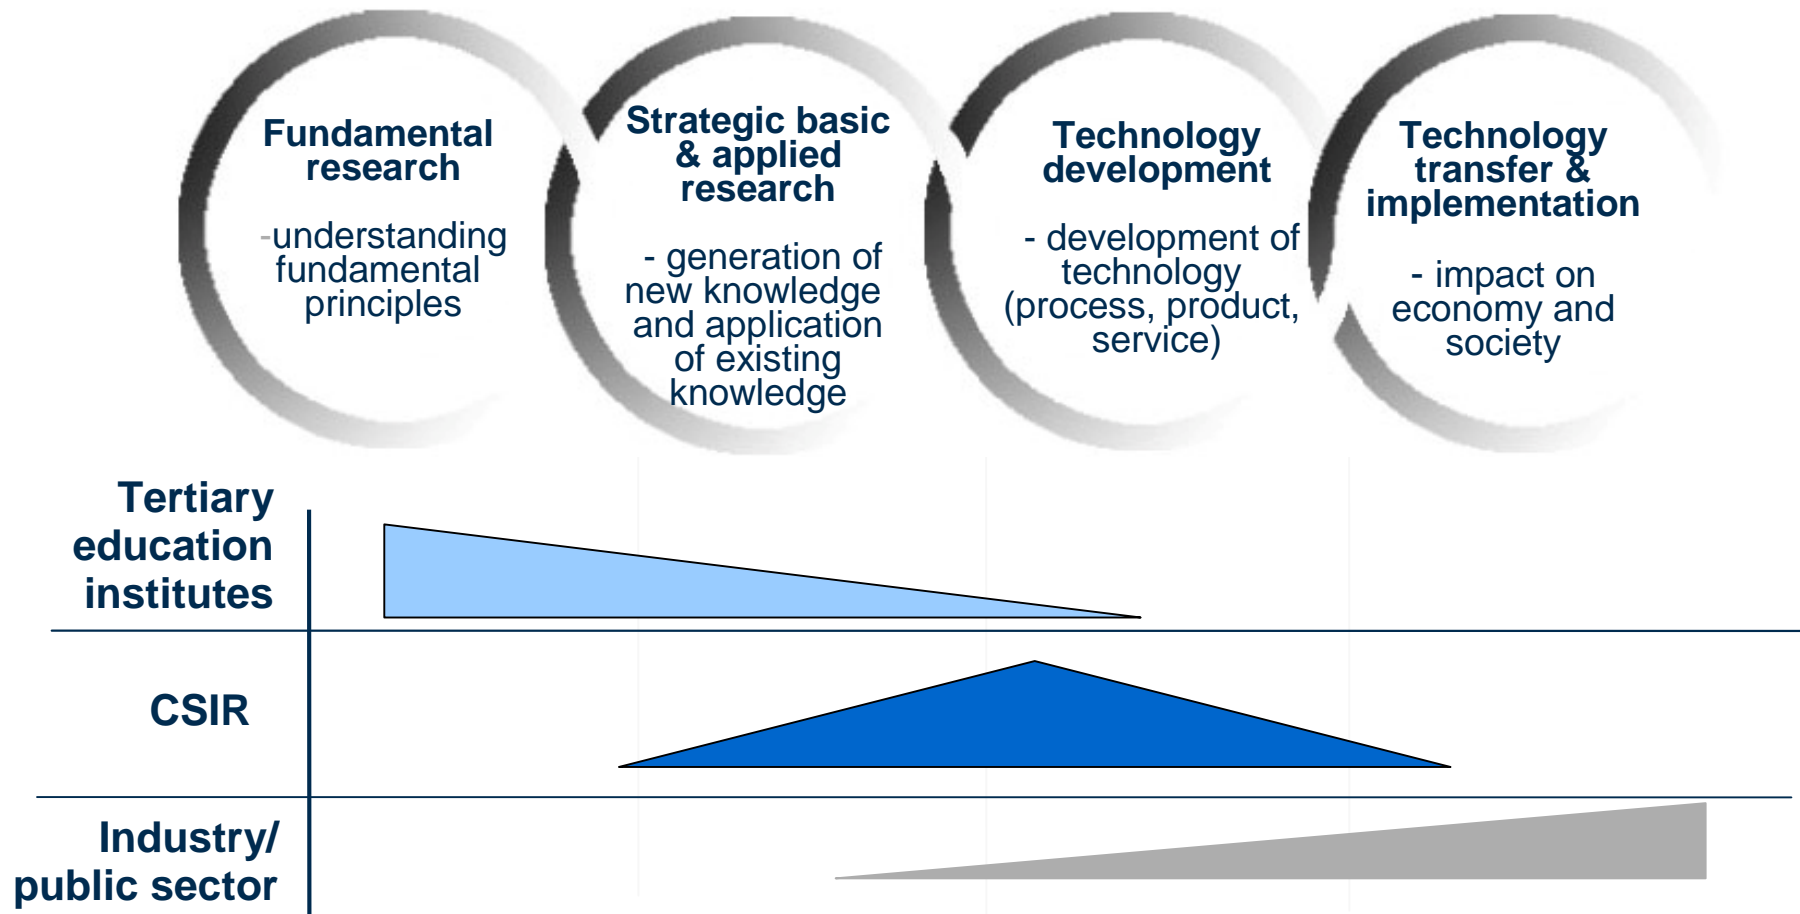 Fundamental
research
-understanding
fundamental
principles
Strategic basic
& applied
research
- generation of
new knowledge
and application
of existing
knowledge
Technology
development
- development of
technology
(process, product,
service)
Technology
transfer &
implementation
- impact on
economy and
society
Tertiary
education
institutes
CSIR
Industry/
public sector